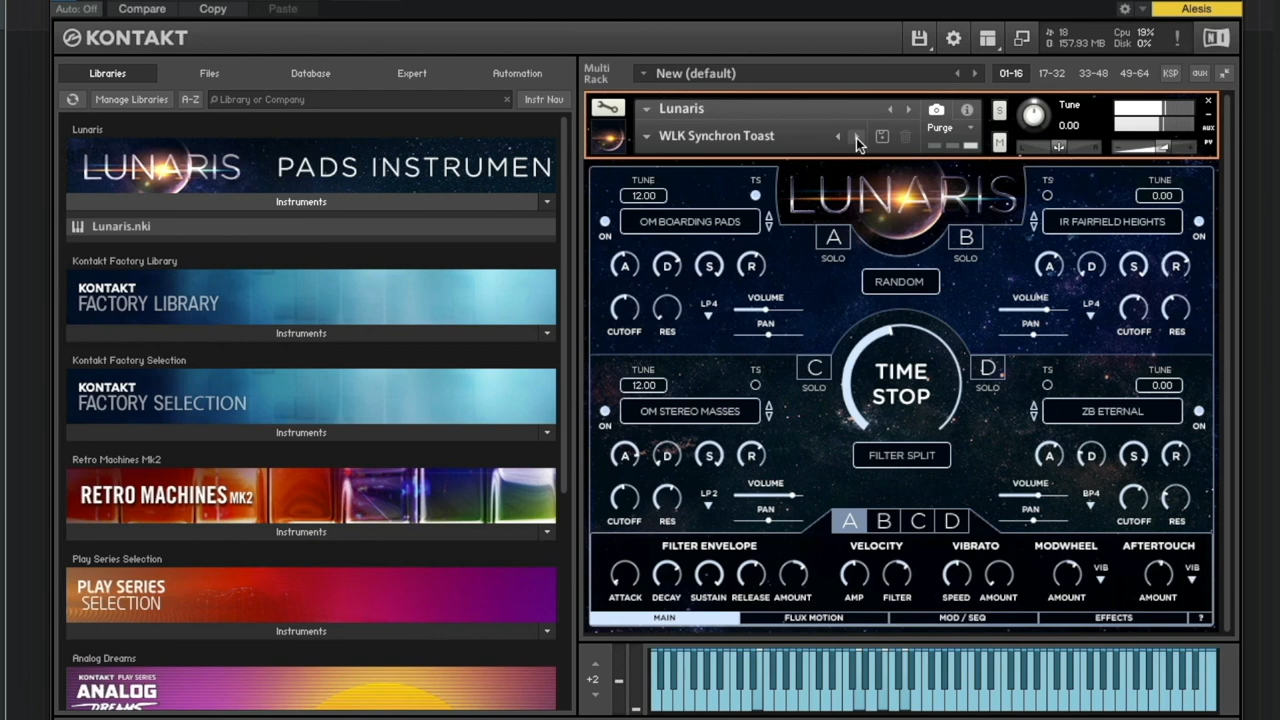 Auto: Off Compare Copy Paste Alesis
KONTAKT
18 157.93 MB Cpu 19% Disk 0%
Libraries Files Database Expert Automation
Multi Rack New (default) 01-16 17-32 33-48 49-64 KSP aux
Manage Libraries A-Z Library or Company Instr Nav
Lunaris
LUNARIS PADS INSTRUMEN
Instruments
Lunaris.nki
Kontakt Factory Library
KONTAKT
FACTORY LIBRARY
Instruments
Kontakt Factory Selection
KONTAKT
FACTORY SELECTION
Instruments
Retro Machines Mk2
RETRO MACHINES MK2
Instruments
Play Series Selection
PLAY SERIES
SELECTION
Instruments
Analog Dreams
KONTAKT PLAY SERIES
ANALOG
DREAMS
Lunaris
WLK Synchron Toast
Purge
S
M
Tune
0.00
L R
AUX
PV
TUNE TS LUNARIS TS TUNE
12.00 0.00
OM BOARDING PADS IR FAIRFIELD HEIGHTS
ON A B ON
SOLO SOLO
A D S R A D S R
RANDOM
LP4 VOLUME VOLUME LP4
PAN PAN
CUTOFF RES CUTOFF RES
TUNE TS C TIME STOP D TS TUNE
12.00 SOLO SOLO 0.00
OM STEREO MASSES ZB ETERNAL
ON ON
A D S R FILTER SPLIT A D S R
LP2 VOLUME VOLUME BP4
PAN PAN
CUTOFF RES A B C D CUTOFF RES
FILTER ENVELOPE VELOCITY VIBRATO MODWHEEL AFTERTOUCH
VIB VIB
ATTACK DECAY SUSTAIN RELEASE AMOUNT AMP FILTER SPEED AMOUNT AMOUNT AMOUNT
MAIN FLUX MOTION MOD / SEQ EFFECTS ?
+2